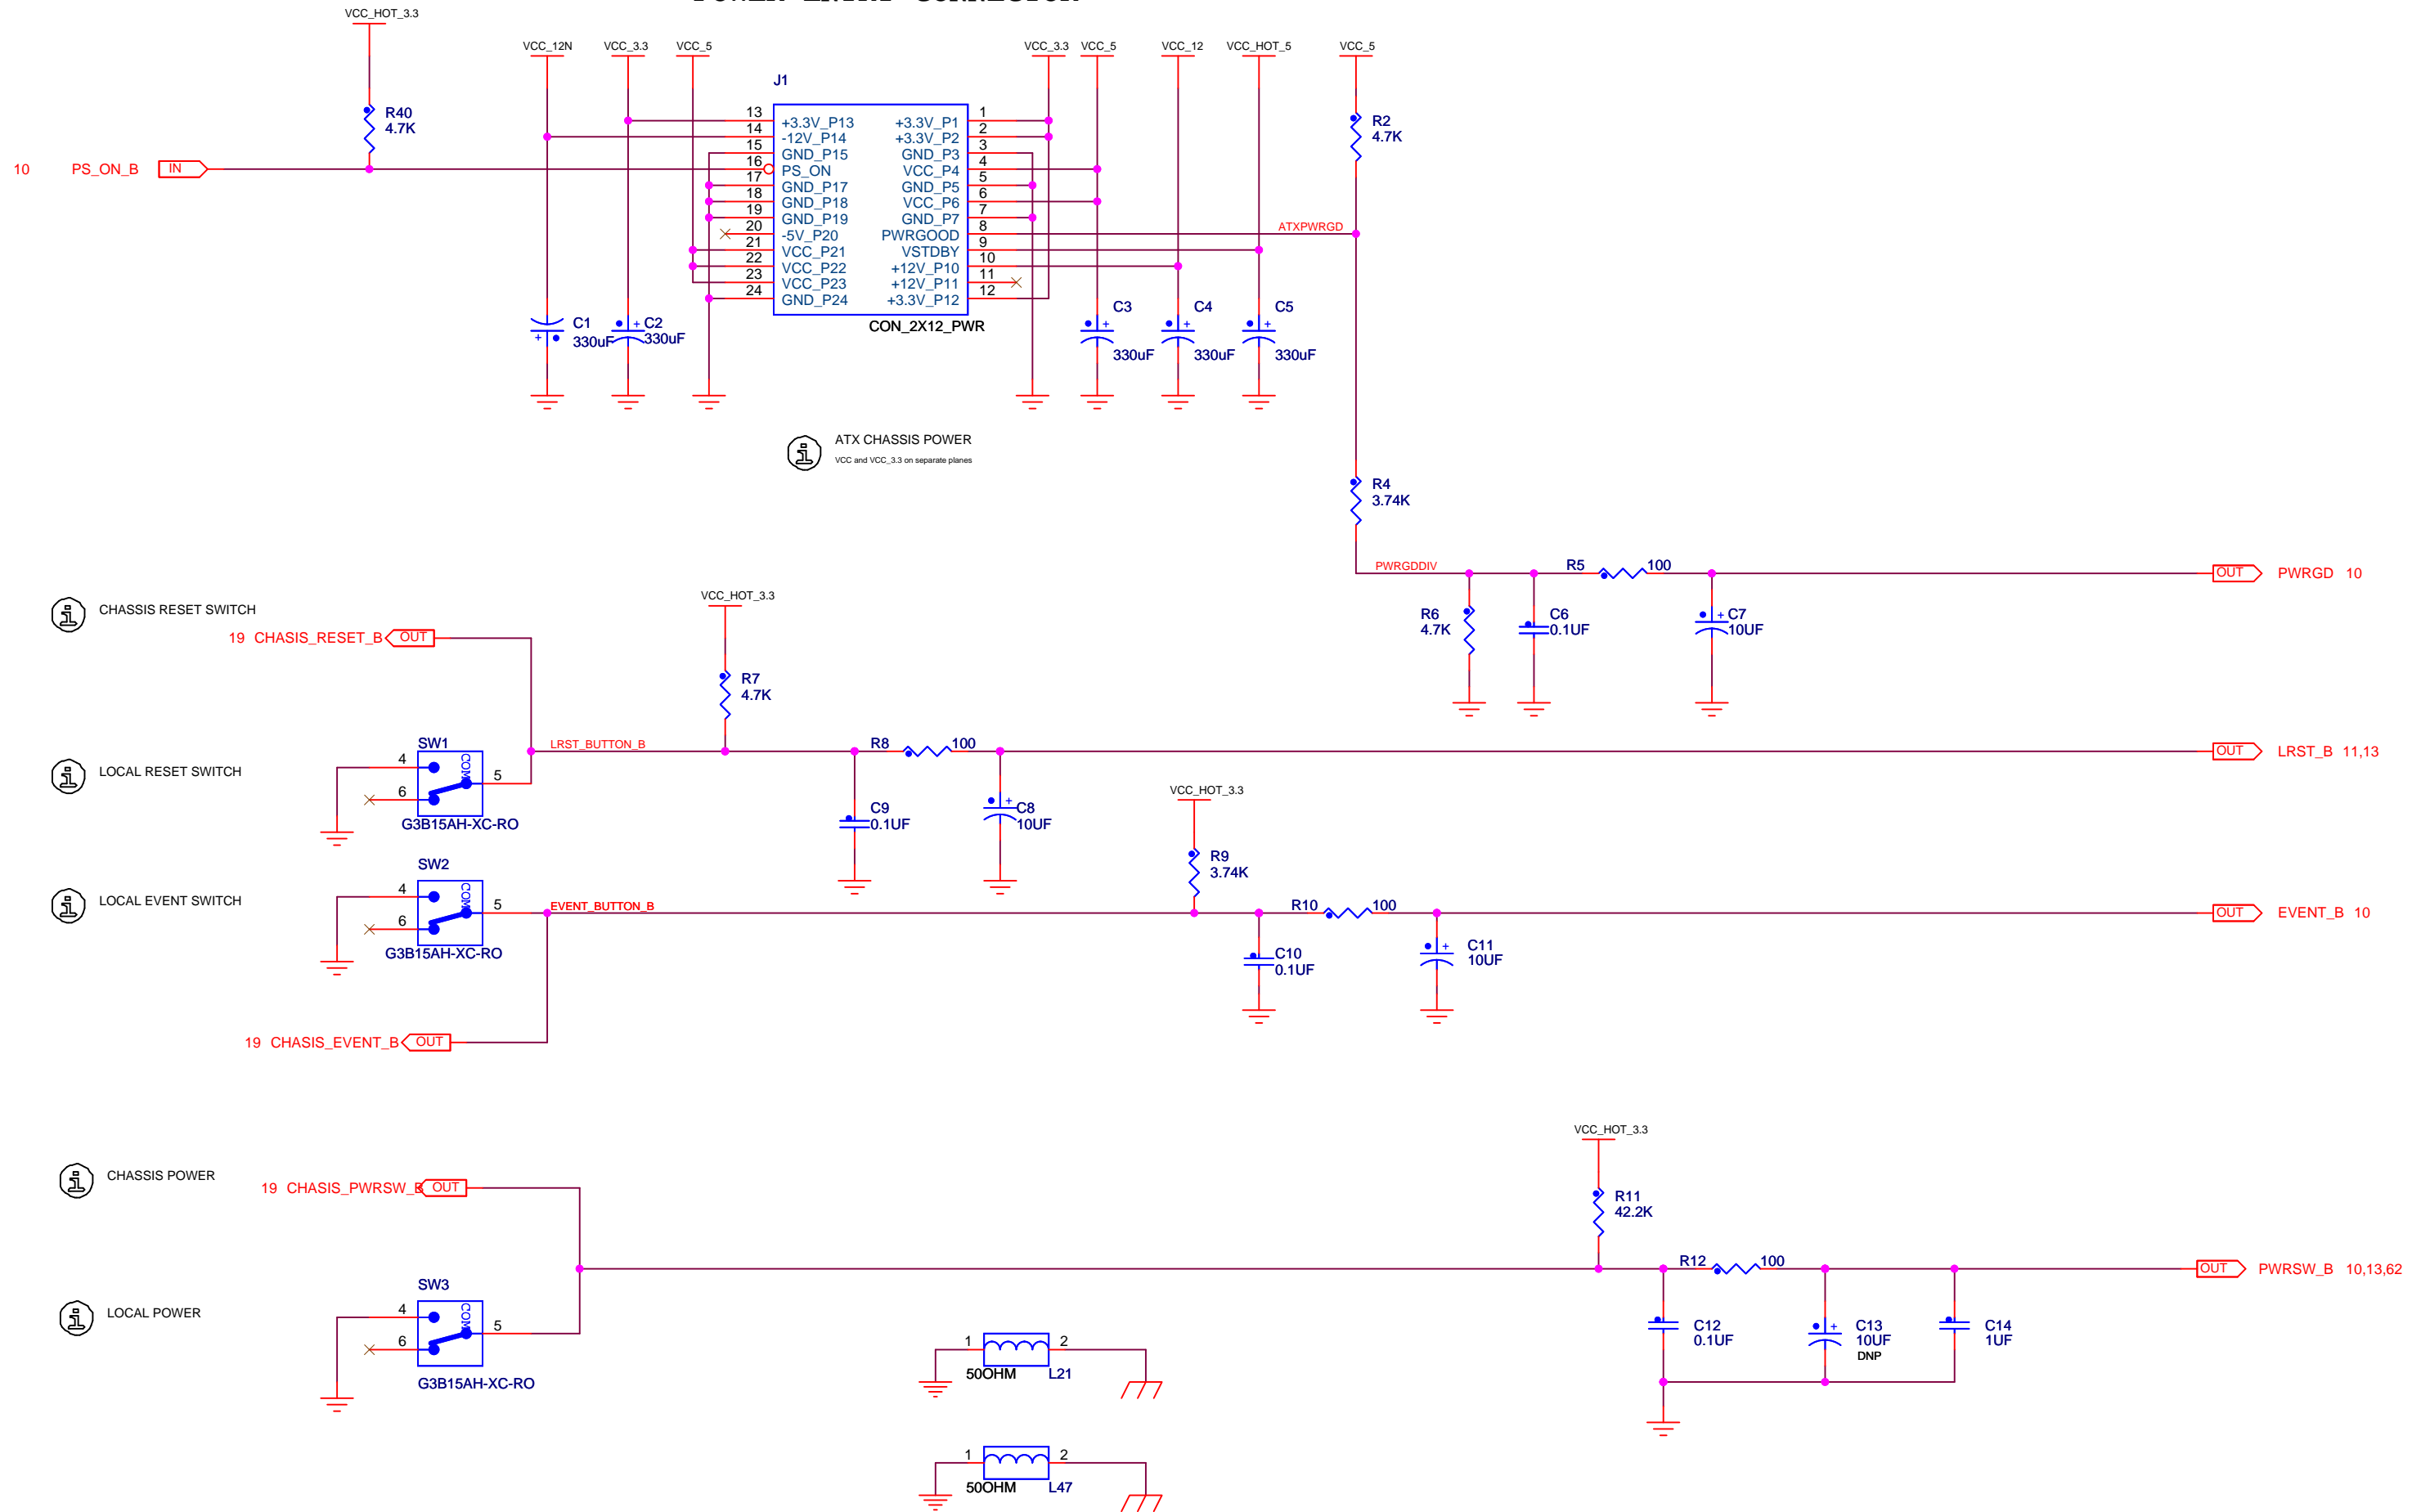 VCC_HOT_3.3
VCC_12N
VCC_3.3
VCC_5
VCC_3.3
VCC_5
VCC_12
VCC_HOT_5
VCC_5
J1
R40
4.7K
R2
4.7K
10 PS_ON_B IN
13 +3.3V_P13
14 -12V_P14
15 GND_P15
16 PS_ON
17 GND_P17
18 GND_P18
19 GND_P19
20 -5V_P20
21 VCC_P21
22 VCC_P22
23 VCC_P23
24 GND_P24
+3.3V_P1 1
+3.3V_P2 2
GND_P3 3
VCC_P4 4
GND_P5 5
VCC_P6 6
GND_P7 7
PWRGOOD 8
VSTDBY 9
+12V_P10 10
+12V_P11 11
+3.3V_P12 12
CON_2X12_PWR
ATXPWRGD
C1
330uF
+
C2
330uF
+
C3
330uF
+
C4
330uF
+
C5
330uF
+
i ATX CHASSIS POWER
VCC and VCC_3.3 on separate planes
R4
3.74K
PWRGDDIV
R5 100
OUT PWRGD 10
R6
4.7K
C6
0.1UF
+ C7
10UF
i CHASSIS RESET SWITCH
19 CHASIS_RESET_B OUT
VCC_HOT_3.3
R7
4.7K
i LOCAL RESET SWITCH
SW1
4
6
COM
5
G3B15AH-XC-RO
LRST_BUTTON_B
R8 100
OUT LRST_B 11,13
C9
0.1UF
+ C8
10UF
VCC_HOT_3.3
R9
3.74K
i LOCAL EVENT SWITCH
SW2
4
6
COM
5
G3B15AH-XC-RO
EVENT_BUTTON_B
R10 100
OUT EVENT_B 10
C10
0.1UF
+ C11
10UF
19 CHASIS_EVENT_B OUT
VCC_HOT_3.3
i CHASSIS POWER
19 CHASIS_PWRSW_B OUT
R11
42.2K
R12 100
OUT PWRSW_B 10,13,62
i LOCAL POWER
SW3
4
6
COM
5
G3B15AH-XC-RO
C12
0.1UF
+ C13
10UF
DNP
C14
1UF
1 2
50OHM L21
1 2
50OHM L47